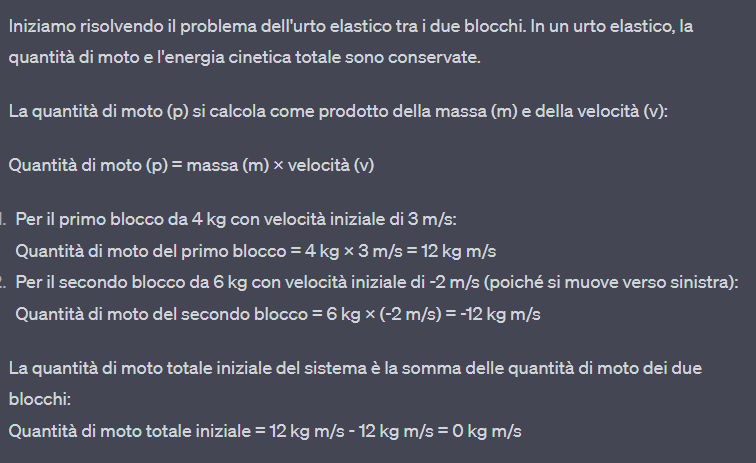 Iniziamo risolvendo il problema dell'urto elastico tra i due blocchi. In un urto elastico, la
quantità di moto e l'energia cinetica totale sono conservate.
La quantità di moto (p) si calcola come prodotto della massa (m) e della velocità (v):
Quantità di moto (p) = massa (m) × velocità (v)
. Per il primo blocco da 4 kg con velocità iniziale di 3 m/s:
Quantità di moto del primo blocco = 4 kg × 3 m/s = 12 kg m/s
. Per il secondo blocco da 6 kg con velocità iniziale di -2 m/s (poiché si muove verso sinistra):
Quantità di moto del secondo blocco = 6 kg × (-2 m/s) = -12 kg m/s
La quantità di moto totale iniziale del sistema è la somma delle quantità di moto dei due
blocchi:
Quantità di moto totale iniziale = 12 kg m/s - 12 kg m/s = 0 kg m/s